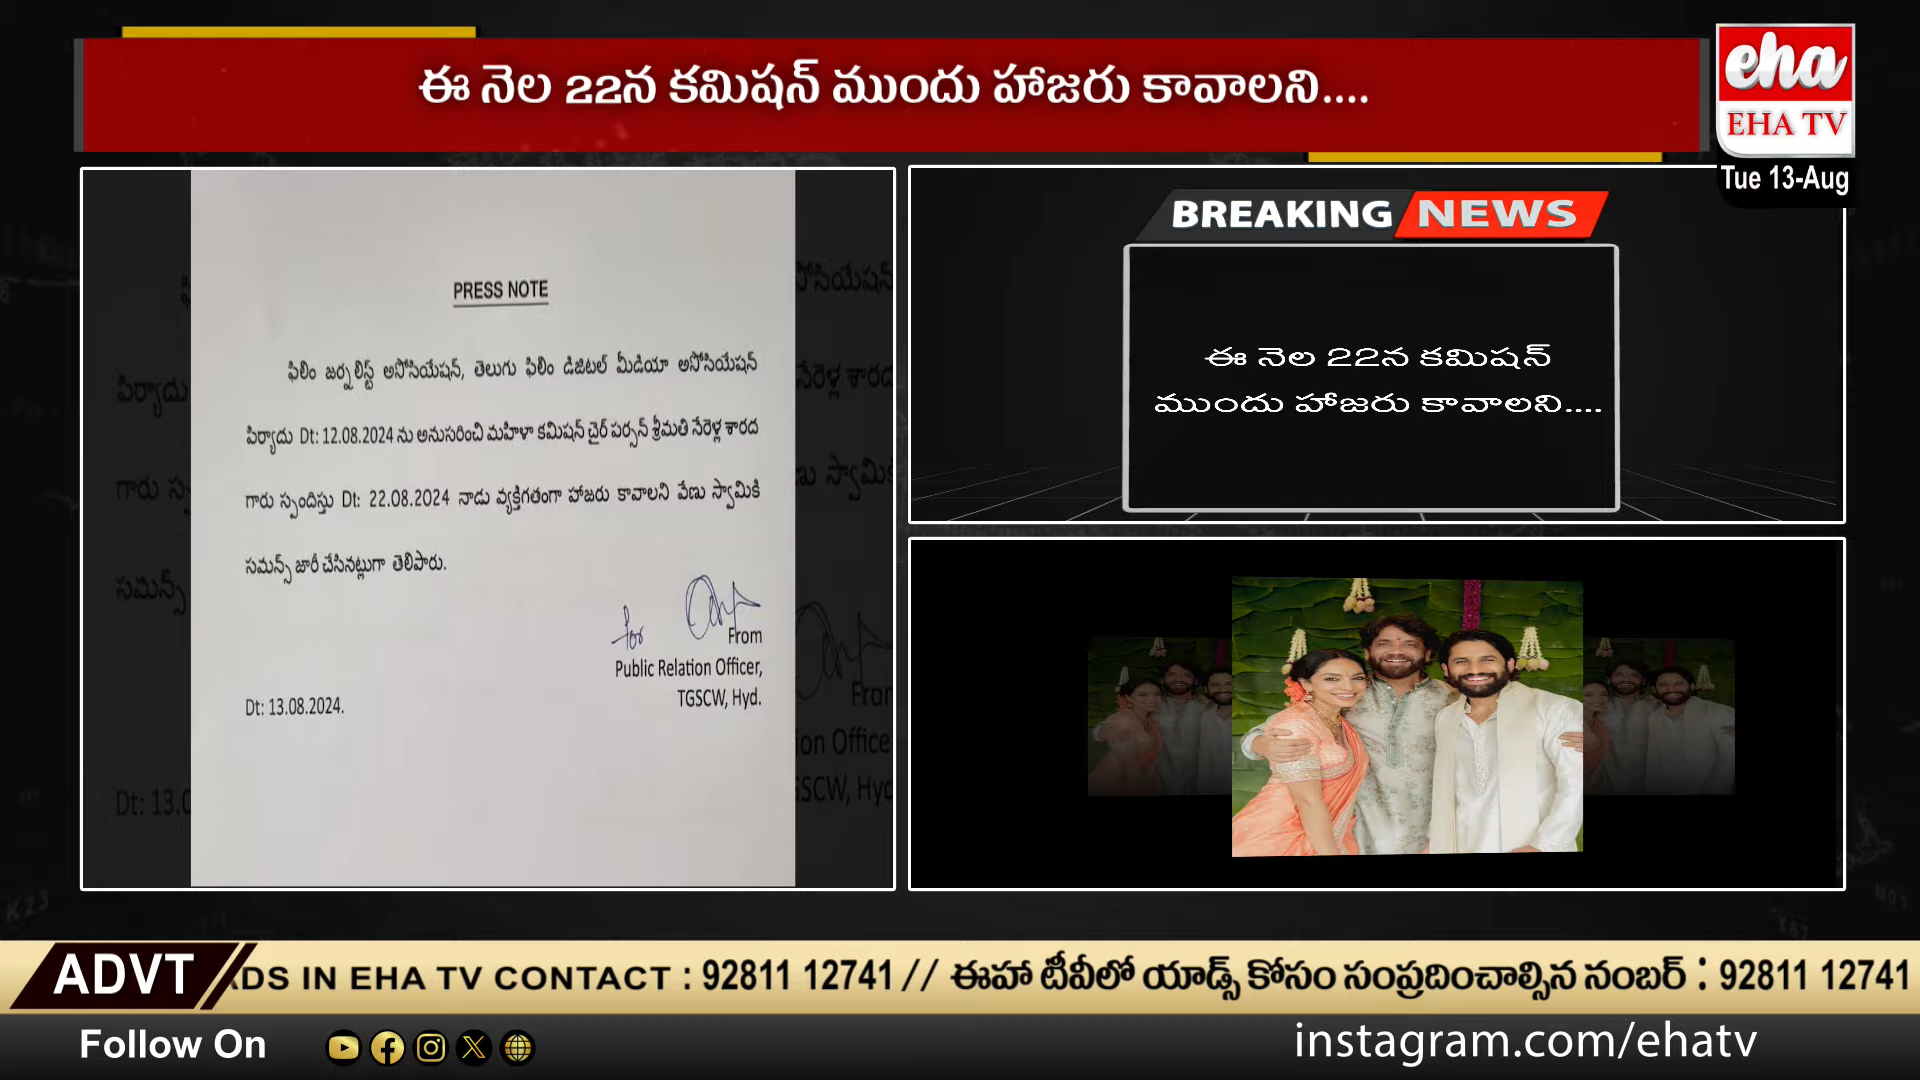 ఈ నెల 22న కమిషన్ ముందు హాజరు కావాలని....
eha
EHA TV
Tue 13-Aug
PRESS NOTE
ఫిలిం జర్నలిస్ట్ అసోసియేషన్, తెలుగు ఫిలిం డిజిటల్ మీడియా అసోసియేషన్
పిర్యాదు Dt: 12.08.2024 ను అనుసరించి మహిళా కమిషన్ చైర్ పర్సన్ శ్రీమతి నేరెళ్ల శారద
గారు స్పందిస్తు Dt: 22.08.2024 నాడు వ్యక్తిగతంగా హాజరు కావాలని వేణు స్వామికి
సమన్స్ జారీ చేసినట్లుగా తెలిపారు.
for
From
Public Relation Officer,
TGSCW, Hyd.
Dt: 13.08.2024.
BREAKING NEWS
ఈ నెల 22న కమిషన్
ముందు హాజరు కావాలని....
ADVT
DS IN EHA TV CONTACT : 92811 12741 // ఈహా టీవీలో యాడ్స్ కోసం సంప్రదించాల్సిన నంబర్ : 92811 12741
Follow On
instagram.com/ehatv